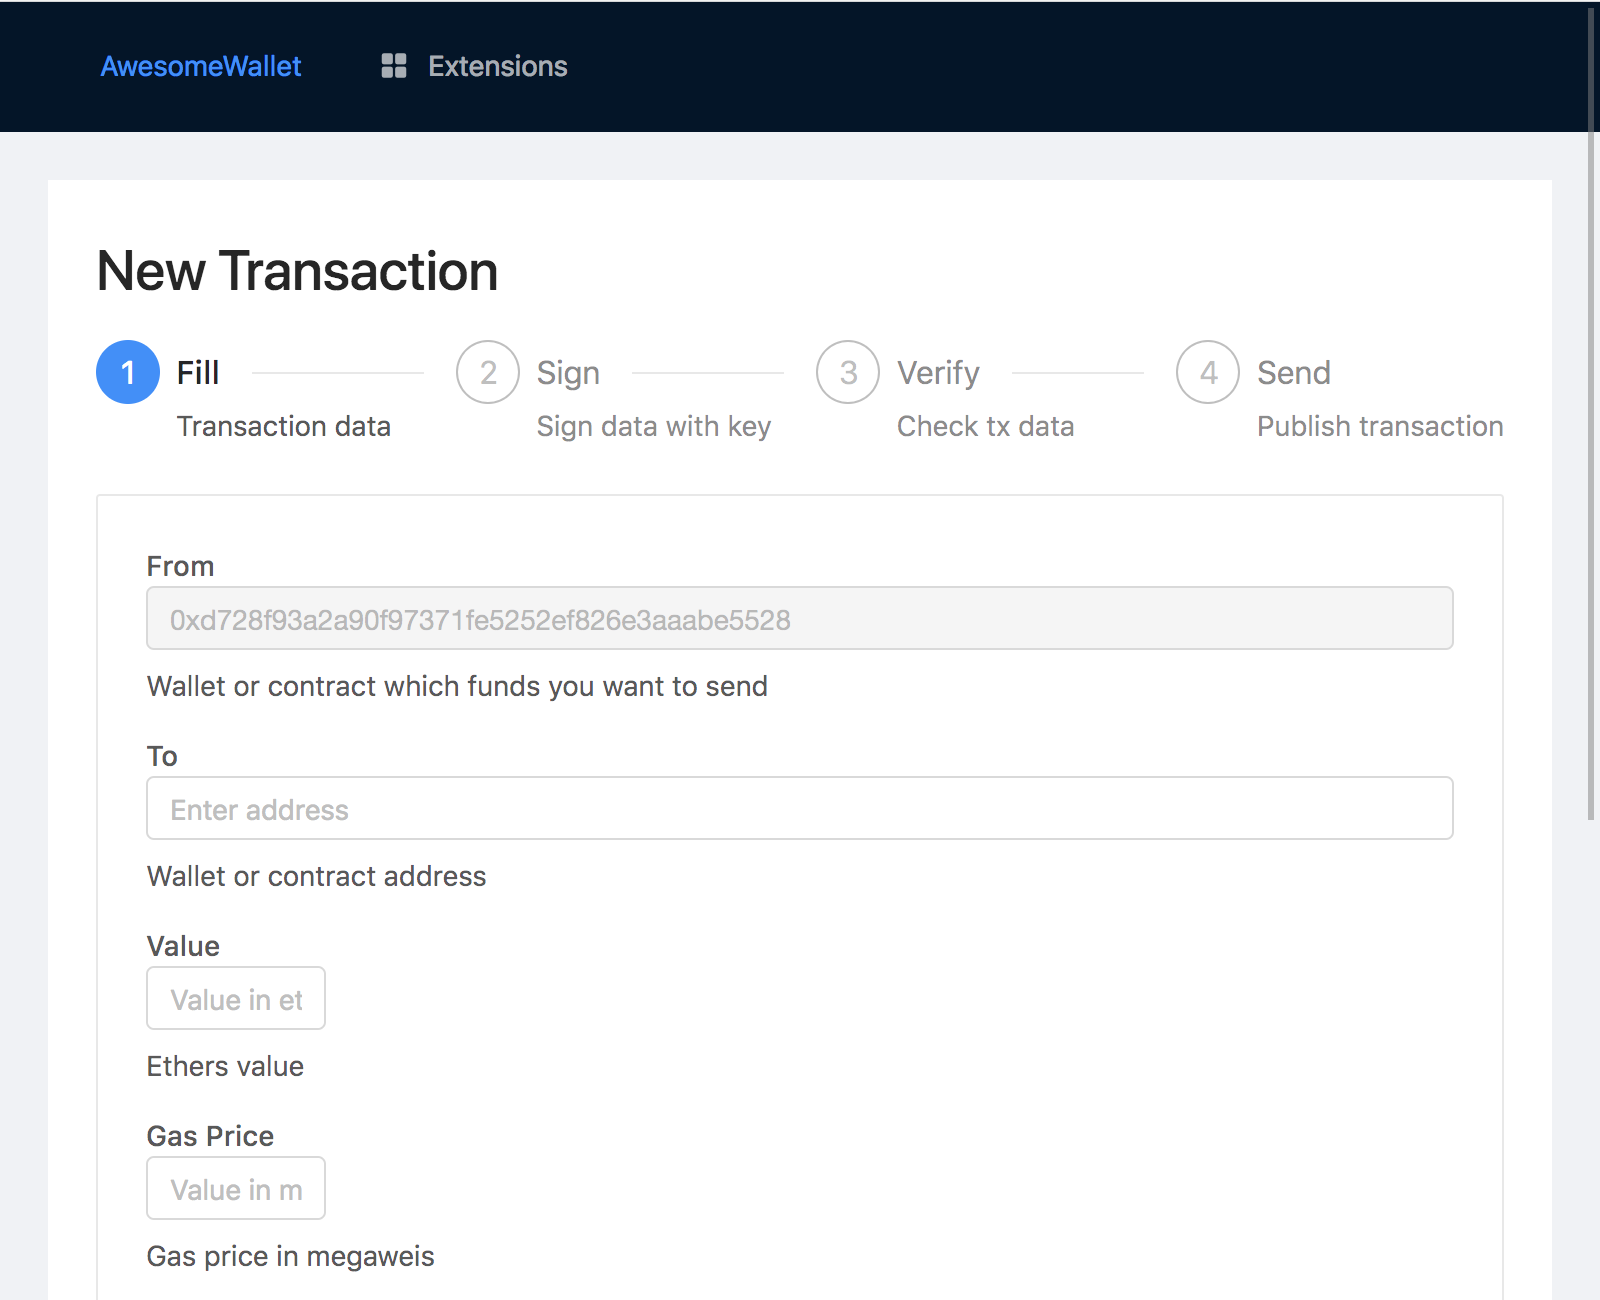 AwesomeWallet Extensions
New Transaction
1 Fill 2 Sign 3 Verify 4 Send
Transaction data Sign data with key Check tx data Publish transaction
From
0xd728f93a2a90f97371fe5252ef826e3aaabe5528
Wallet or contract which funds you want to send
To
Enter address
Wallet or contract address
Value
Value in et
Ethers value
Gas Price
Value in m
Gas price in megaweis